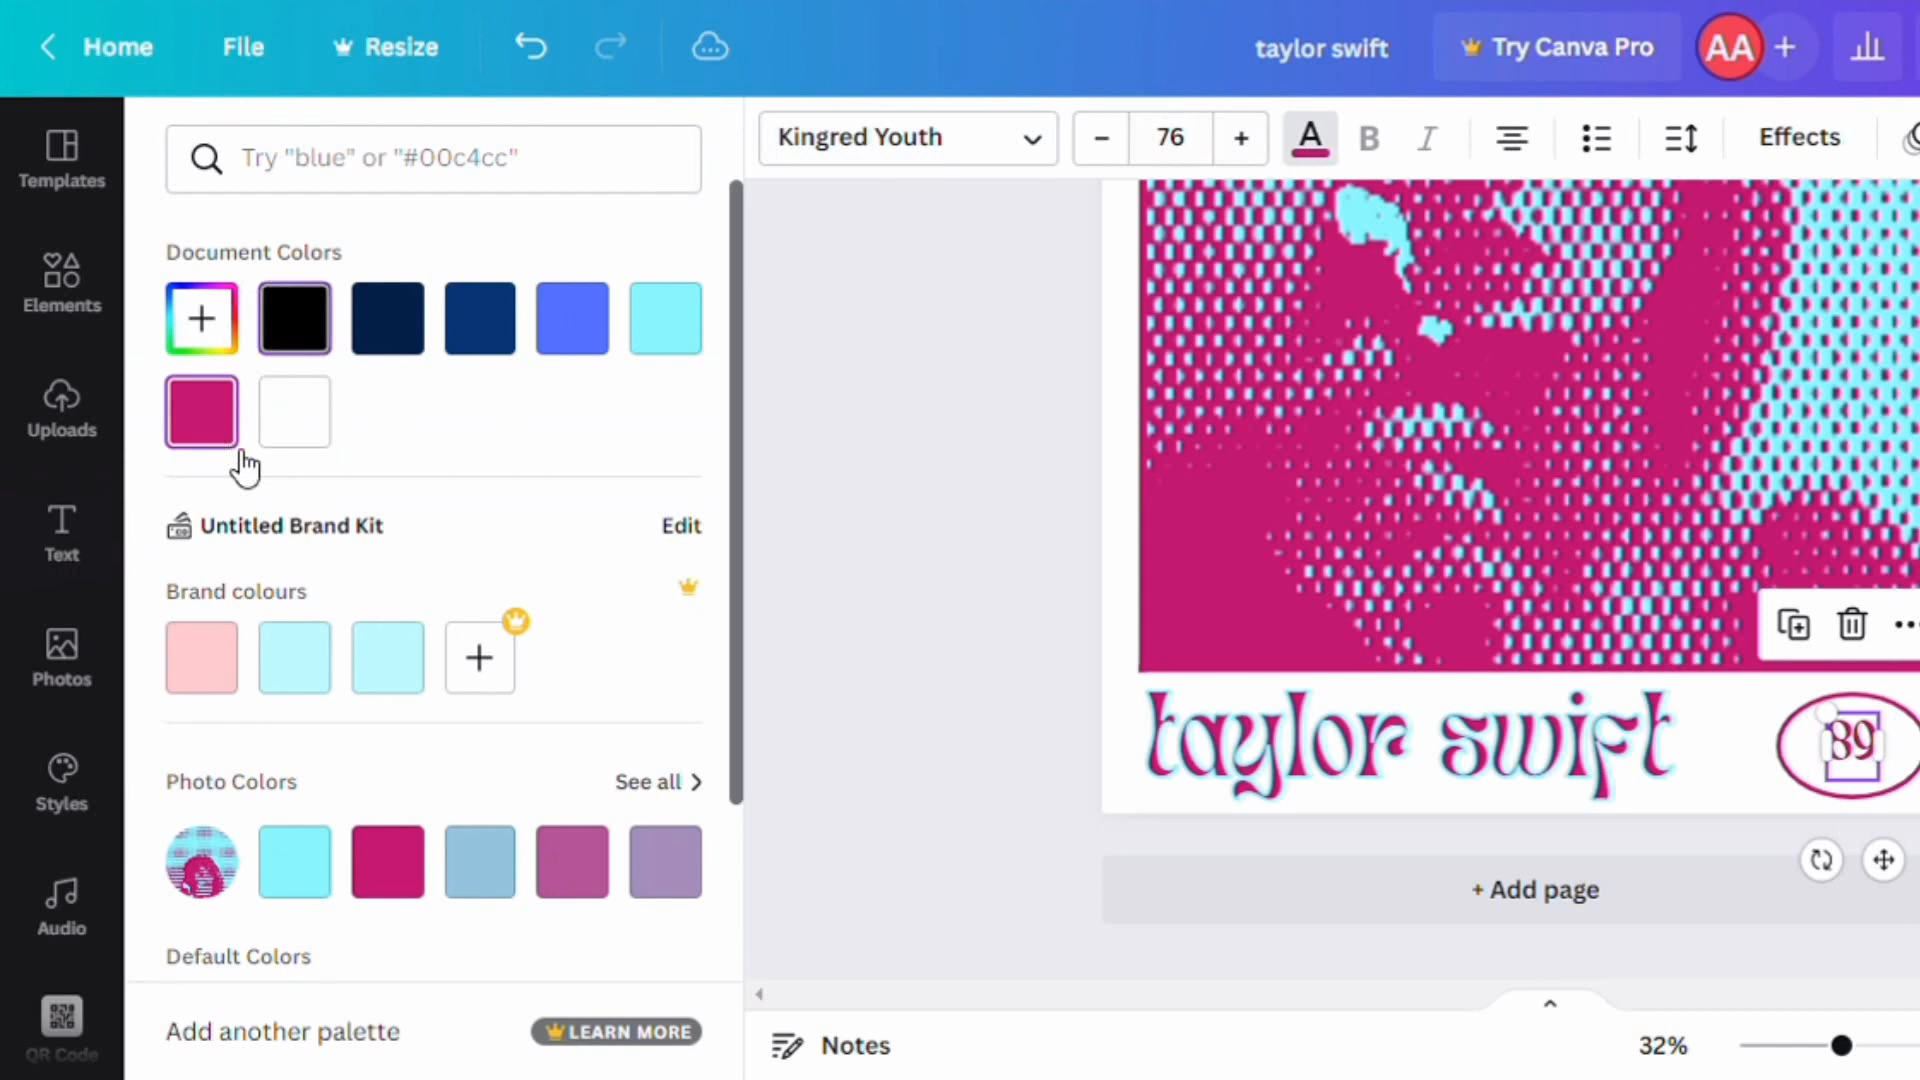 Home
File
Resize
taylor swift
Try Canva Pro
AA
Templates
Elements
Uploads
Text
Photos
Styles
Audio
QR Code
Try "blue" or "#00c4cc"
Document Colors
Untitled Brand Kit
Edit
Brand colours
Photo Colors
See all
Default Colors
Add another palette
LEARN MORE
Kingred Youth
76
A
B
I
Effects
taylor swift
89
+ Add page
Notes
32%